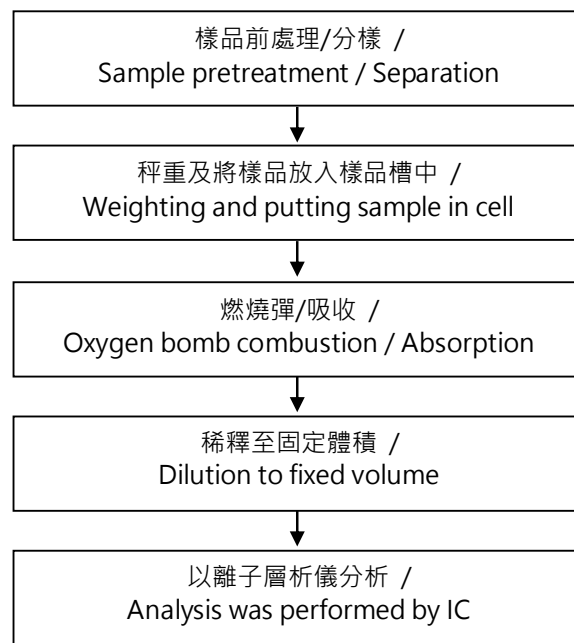 樣品前處理/分樣 /
Sample pretreatment / Separation
秤重及將樣品放入樣品槽中 /
Weighting and putting sample in cell
燃燒彈/吸收 /
Oxygen bomb combustion / Absorption
稀釋至固定體積 /
Dilution to fixed volume
以離子層析儀分析 /
Analysis was performed by IC